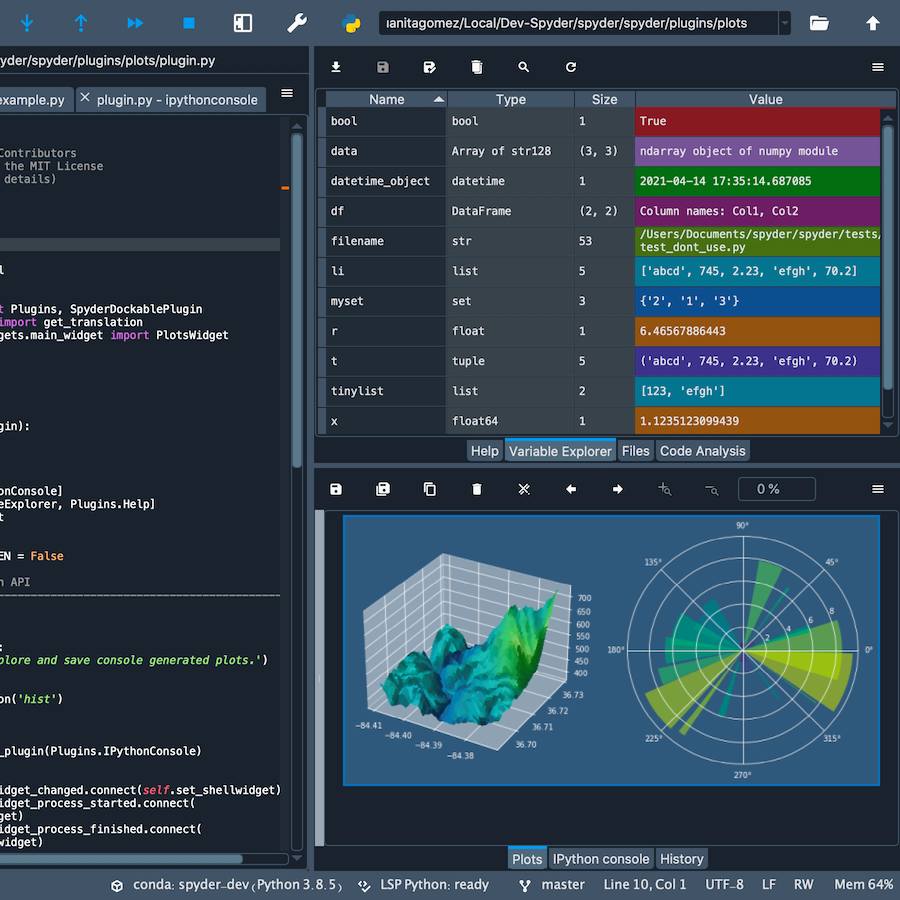 ıanitagomez/Local/Dev-Spyder/spyder/spyder/plugins/plots
yder/spyder/plugins/plots/plugin.py
example.py
plugin.py - ipythonconsole
Contributors
the MIT License
details)
l
t Plugins, SpyderDockablePlugin
import get_translation
gets.main_widget import PlotsWidget
gin):
onConsole]
eExplorer, Plugins.Help]
t
EN = False
n API
:
plore and save console generated plots.')
on('hist')
_plugin(Plugins.IPythonConsole)
idget_changed.connect(self.set_shellwidget)
idget_process_started.connect(
get)
idget_process_finished.connect(
widget)
Name Type Size Value
bool bool 1 True
data Array of str128 (3, 3) ndarray object of numpy module
datetime_object datetime 1 2021-04-14 17:35:14.687085
df DataFrame (2, 2) Column names: Col1, Col2
filename str 53 /Users/Documents/spyder/spyder/tests/
test_dont_use.py
li list 5 ['abcd', 745, 2.23, 'efgh', 70.2]
myset set 3 {'2', '1', '3'}
r float 1 6.46567886443
t tuple 5 ('abcd', 745, 2.23, 'efgh', 70.2)
tinylist list 2 [123, 'efgh']
x float64 1 1.1235123099439
Help Variable Explorer Files Code Analysis
0 %
700
650
600
550
500
450
400
36.73
36.72
36.71
36.70
−84.41
−84.40
−84.39
−84.38
90°
135° 45°
8
6
4
2
180° 0°
225° 315°
270°
Plots IPython console History
conda: spyder-dev (Python 3.8.5) LSP Python: ready master Line 10, Col 1 UTF-8 LF RW Mem 64%